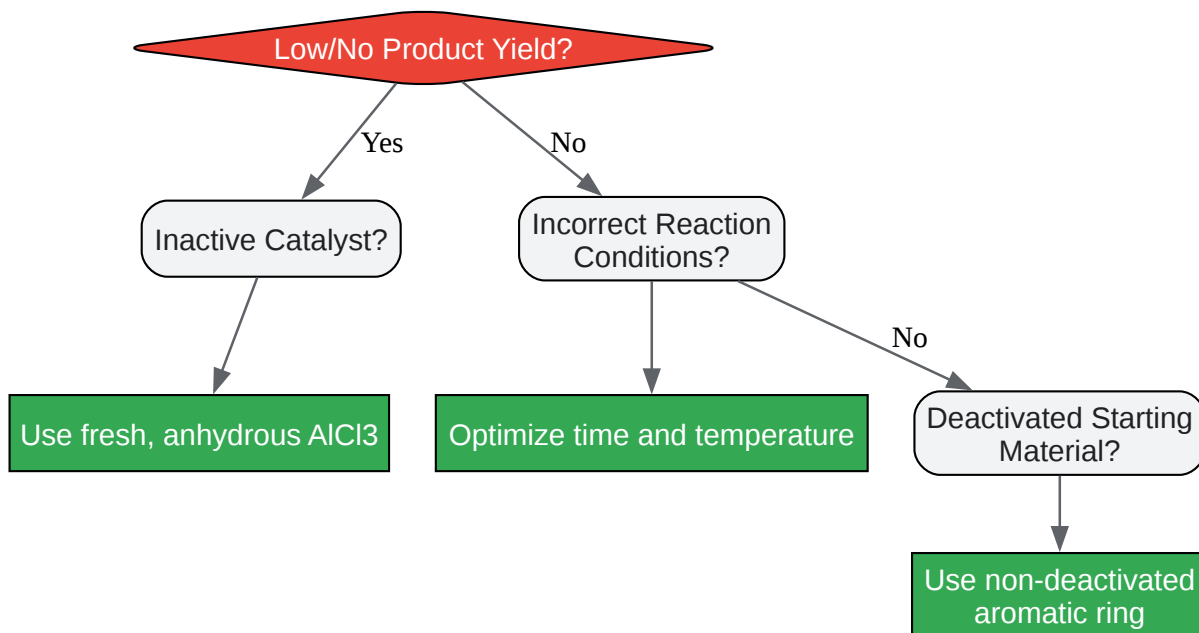 Low/No Product Yield?
Yes
No
Inactive Catalyst?
Incorrect Reaction
Conditions?
No
Use fresh, anhydrous AlCl3
Optimize time and temperature
Deactivated Starting
Material?
Use non-deactivated
aromatic ring